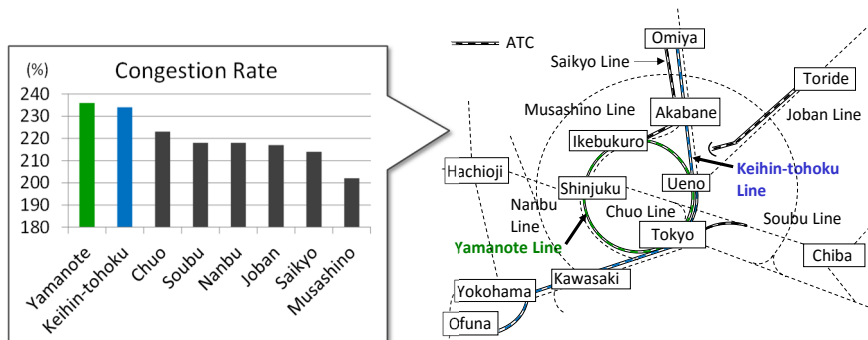 (%)
Congestion Rate
240
230
220
210
200
190
180
Yamanote
Keihin-tohoku
Chuo
Soubu
Nanbu
Joban
Saikyo
Musashino
ATC
Omiya
Saikyo Line
Toride
Musashino Line
Akabane
Joban Line
Ikebukuro
Hachioji
Keihin-tohoku
Line
Shinjuku
Ueno
Nanbu
Line
Chuo Line
Soubu Line
Yamanote Line
Tokyo
Chiba
Kawasaki
Yokohama
Ofuna